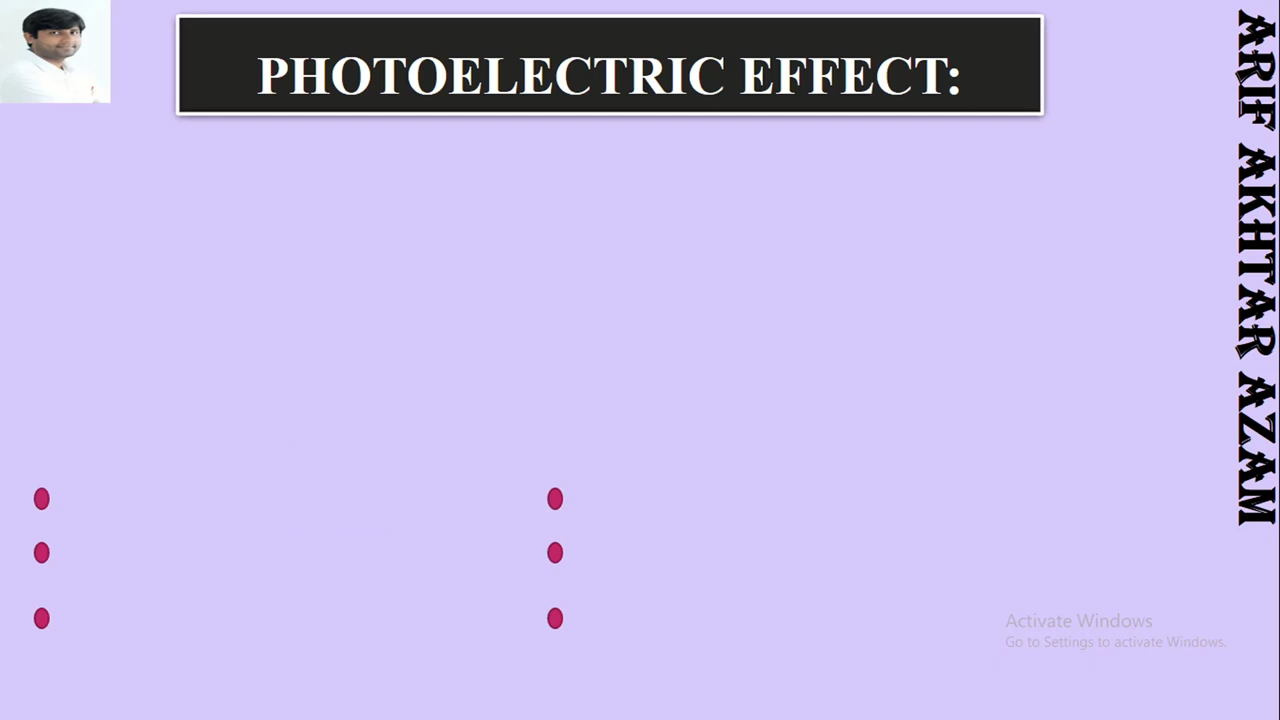 PHOTOELECTRIC EFFECT:
ARIF AKHTAR AZAM
Activate Windows
Go to Settings to activate Windows.